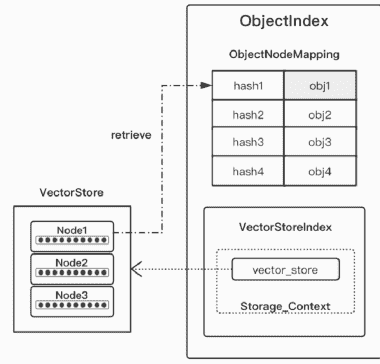 ObjectIndex
ObjectNodeMapping
hash1 obj1
hash2 obj2
hash3 obj3
hash4 obj4
retrieve
VectorStore
Node1
Node2
Node3
VectorStoreIndex
vector_store
Storage_Context